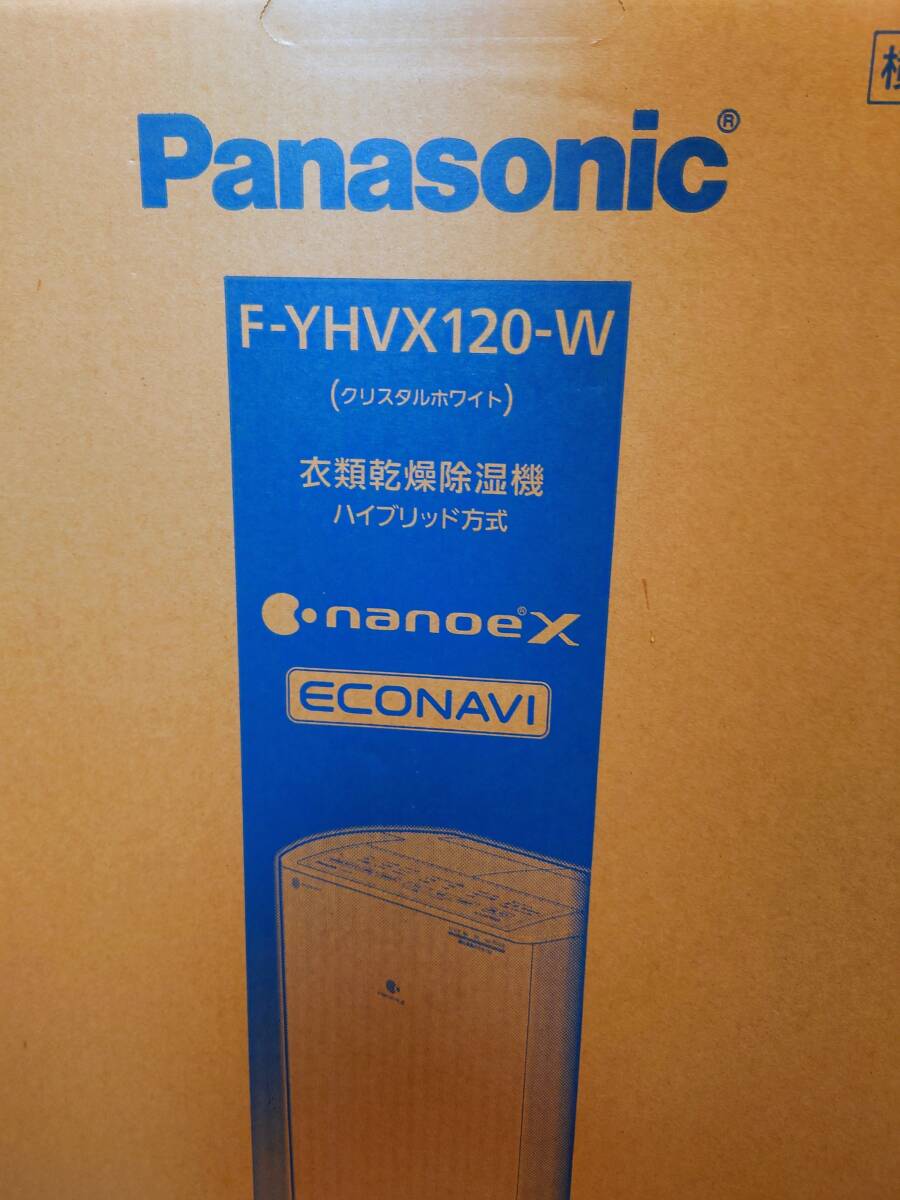 Panasonic®
F-YHVX120-W
(クリスタルホワイト)
衣類乾燥除湿機
ハイブリッド方式
nanoe®X
ECONAVI